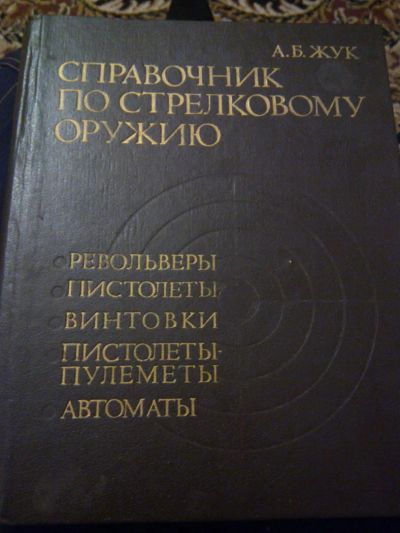 А.Б.ЖУК
СПРАВОЧНИК
ПО СТРЕЛКОВОМУ
ОРУЖИЮ
РЕВОЛЬВЕРЫ
ПИСТОЛЕТЫ
ВИНТОВКИ
ПИСТОЛЕТЫ-
ПУЛЕМЕТЫ
АВТОМАТЫ